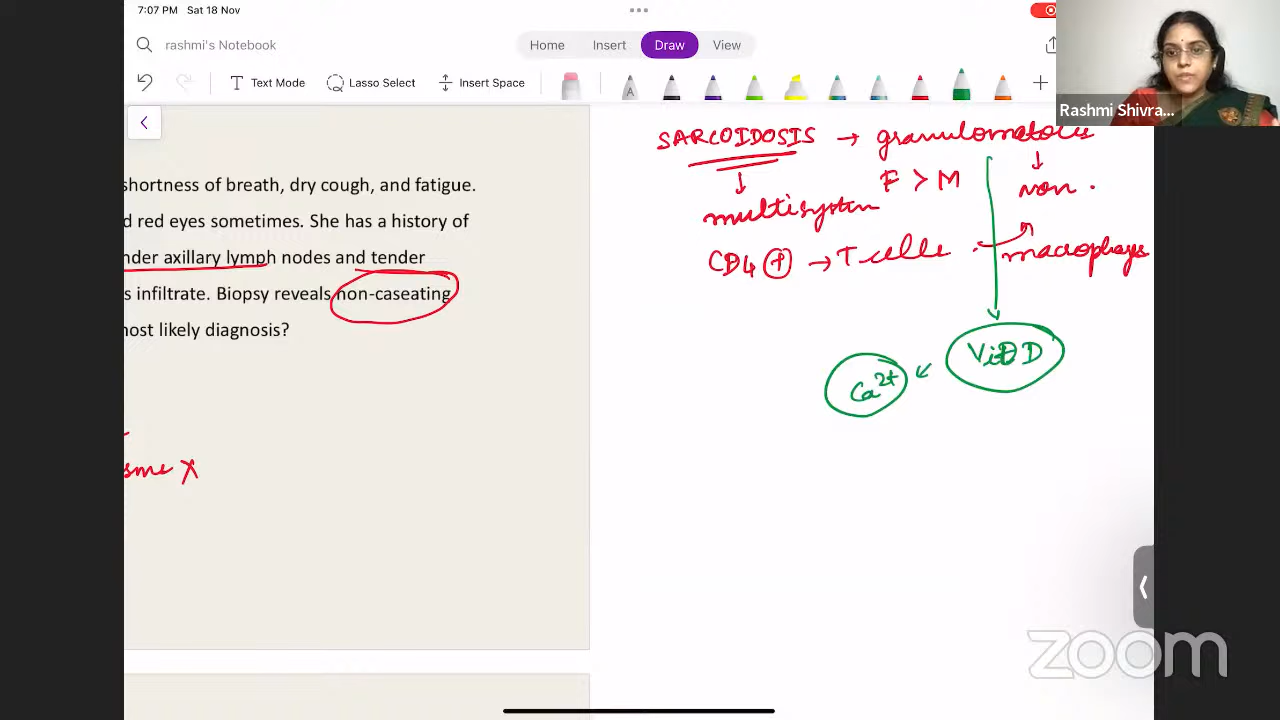 7:07 PM Sat 18 Nov
rashmi's Notebook
Home Insert Draw View
Text Mode Lasso Select Insert Space
A
Rashmi Shivra...
shortness of breath, dry cough, and fatigue.
d red eyes sometimes. She has a history of
nder axillary lymph nodes and tender
s infiltrate. Biopsy reveals non-caseating
nost likely diagnosis?
sme X
SARCOIDOSIS → granulomatous
F > M
non .
multisystem
CD4 + → T cells
macrophage
Vit D
Ca2+
zoom